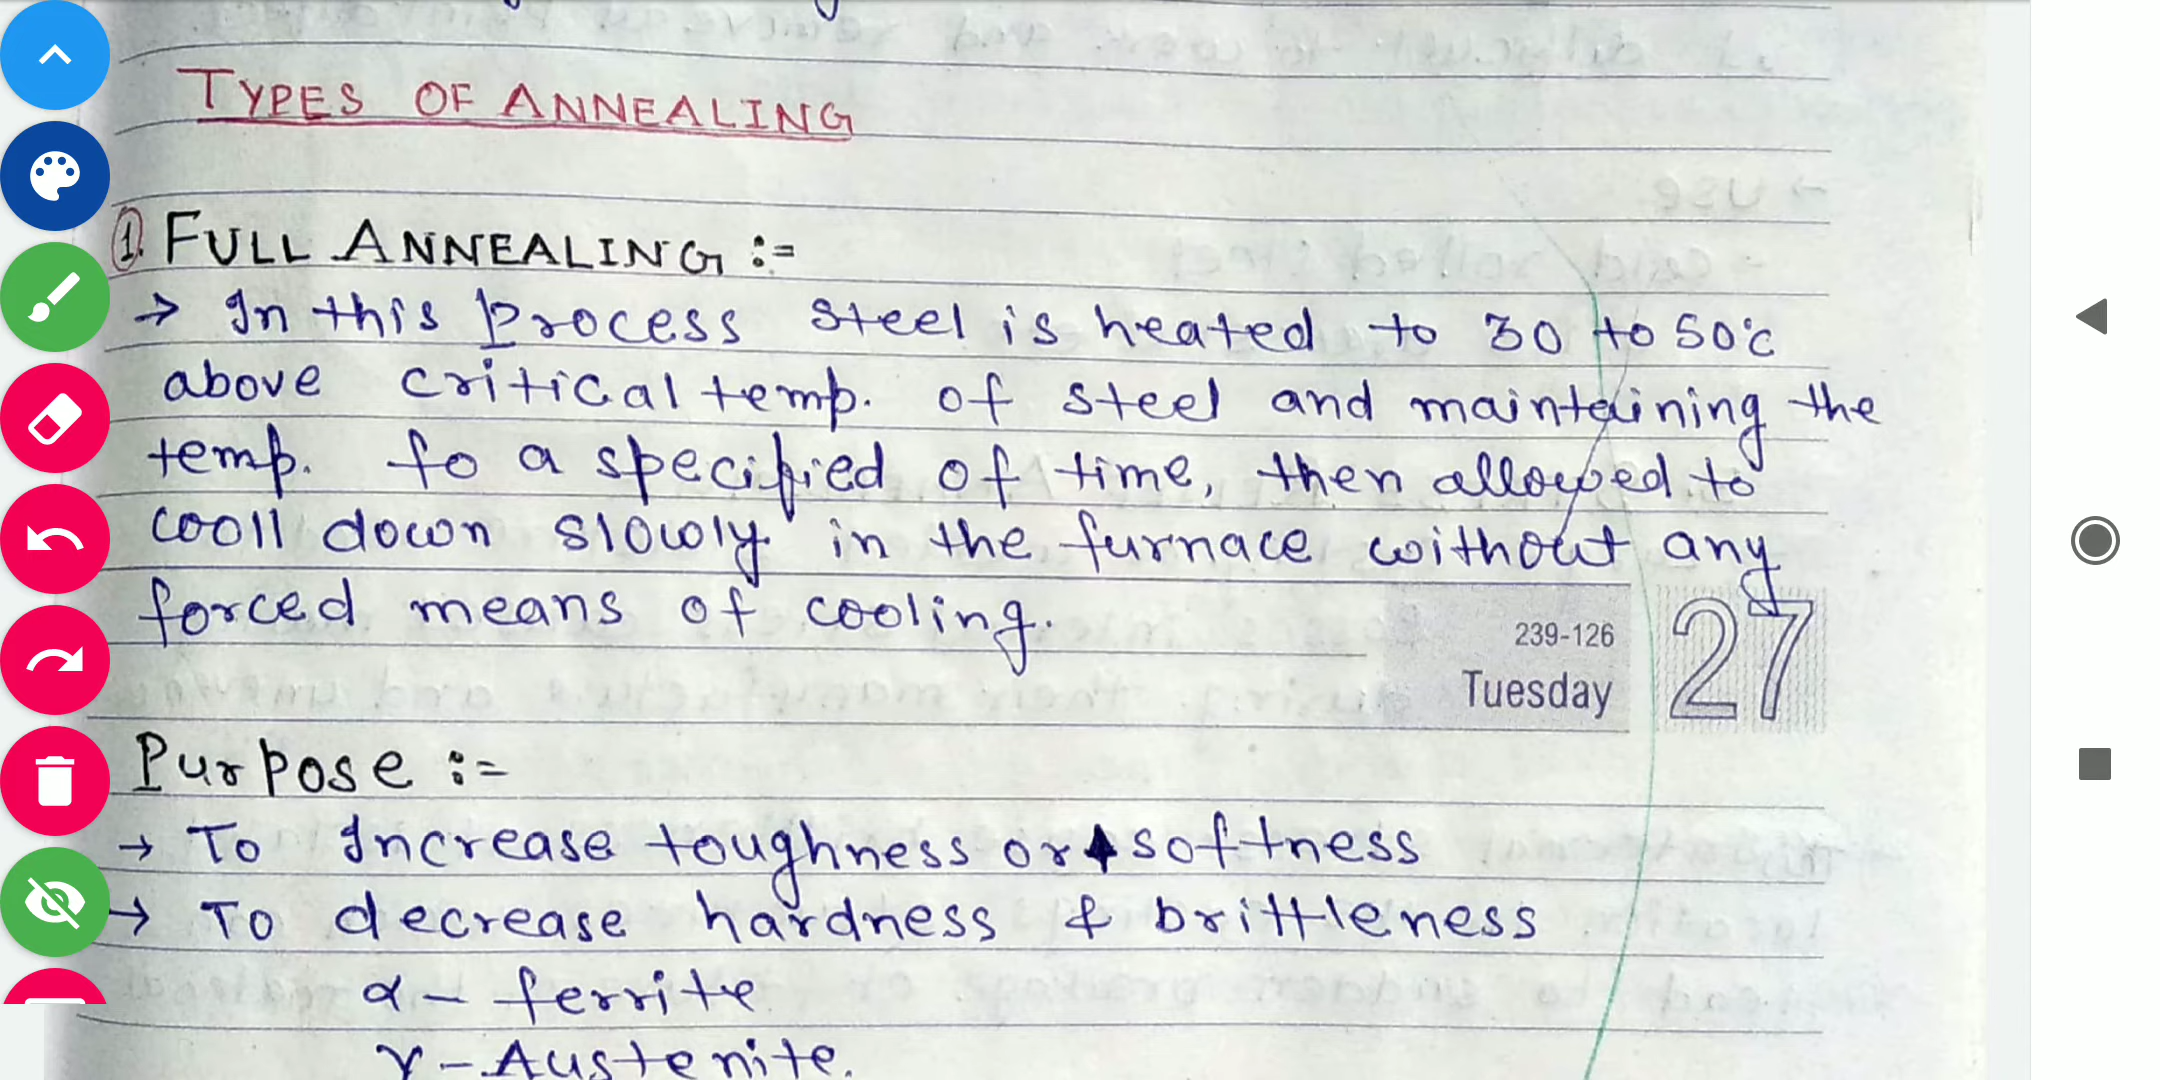 TYPES OF ANNEALING
1. FULL ANNEALING :=
→ In this Process steel is heated to 30 to 50°c
above critical temp. of steel and maintaining the
temp. fo a specified of time, then allowed to
cooll down slowly in the furnace without any
forced means of cooling.
239-126
Tuesday 27
Purpose :=
→ To Increase toughness or softness
→ To decrease hardness & brittleness
α - ferrite
γ - Austenite.